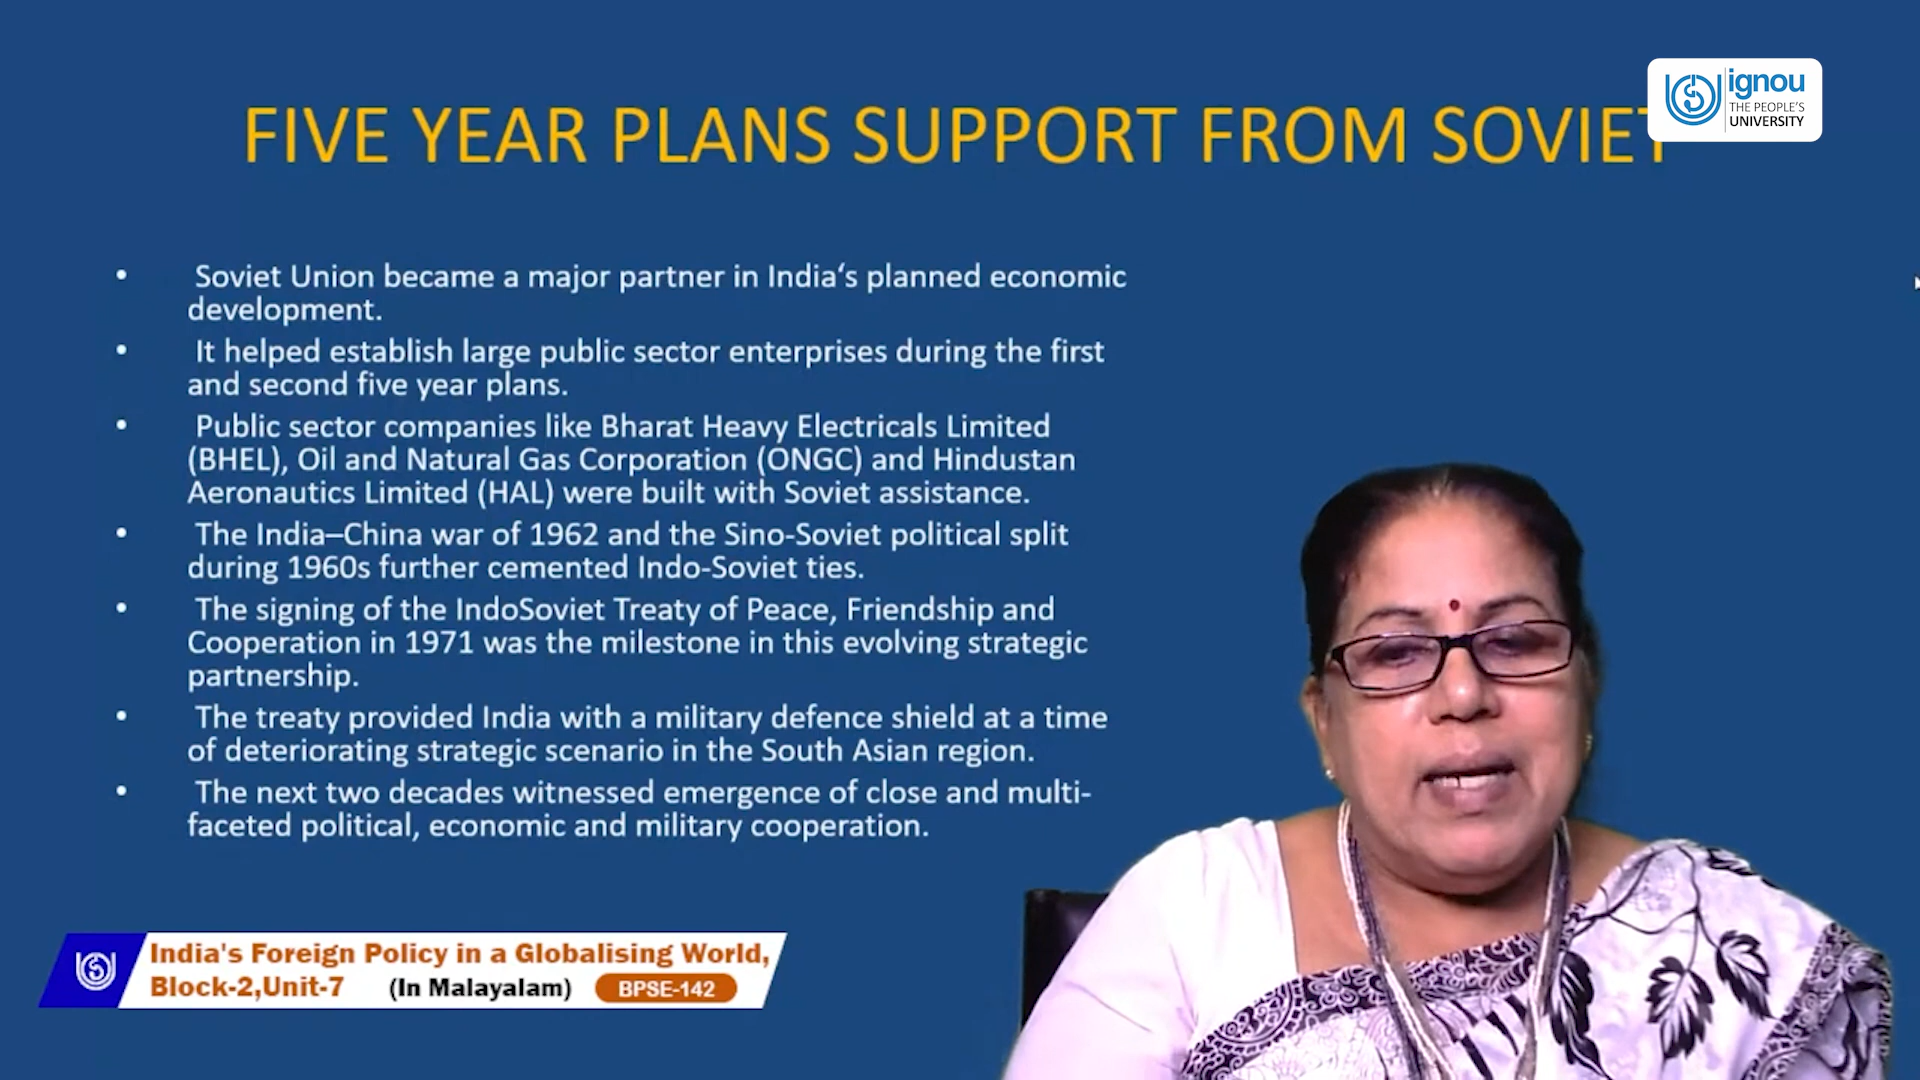 FIVE YEAR PLANS SUPPORT FROM SOVIET
ignou
THE PEOPLE'S
UNIVERSITY
• Soviet Union became a major partner in India‘s planned economic
development.
• It helped establish large public sector enterprises during the first
and second five year plans.
• Public sector companies like Bharat Heavy Electricals Limited
(BHEL), Oil and Natural Gas Corporation (ONGC) and Hindustan
Aeronautics Limited (HAL) were built with Soviet assistance.
• The India–China war of 1962 and the Sino-Soviet political split
during 1960s further cemented Indo-Soviet ties.
• The signing of the IndoSoviet Treaty of Peace, Friendship and
Cooperation in 1971 was the milestone in this evolving strategic
partnership.
• The treaty provided India with a military defence shield at a time
of deteriorating strategic scenario in the South Asian region.
• The next two decades witnessed emergence of close and multi-
faceted political, economic and military cooperation.
India's Foreign Policy in a Globalising World,
Block-2,Unit-7 (In Malayalam) BPSE-142